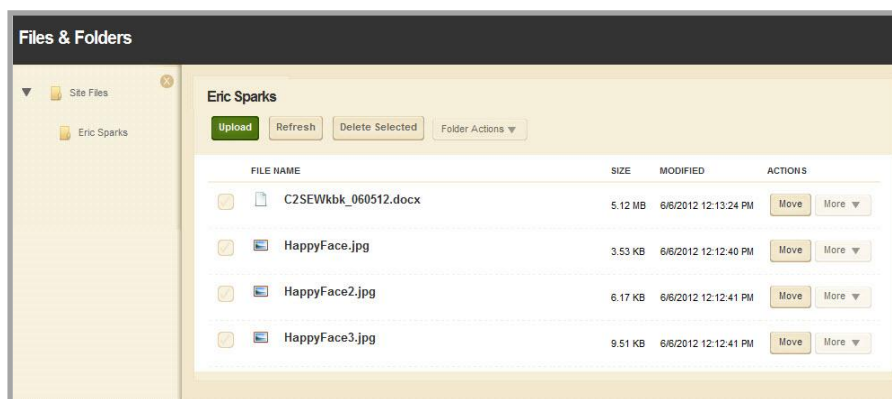 Files & Folders
Site Files
Eric Sparks
Eric Sparks
Upload Refresh Delete Selected Folder Actions
FILE NAME SIZE MODIFIED ACTIONS
C2SEWkbk_060512.docx 5.12 MB 6/6/2012 12:13:24 PM Move More
HappyFace.jpg 3.53 KB 6/6/2012 12:12:40 PM Move More
HappyFace2.jpg 6.17 KB 6/6/2012 12:12:41 PM Move More
HappyFace3.jpg 9.51 KB 6/6/2012 12:12:41 PM Move More